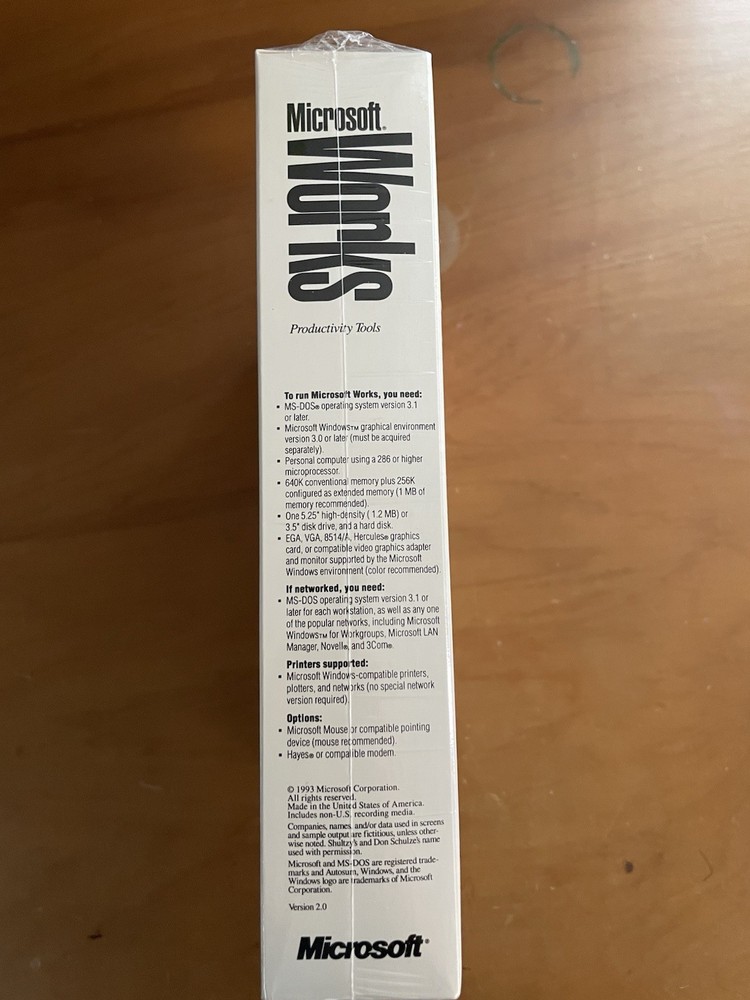 Microsoft®
Works
Productivity Tools
To run Microsoft Works, you need:
• MS-DOS® operating system version 3.1
or later.
• Microsoft Windows™ graphical environment
version 3.0 or later (must be acquired
separately).
• Personal computer using a 286 or higher
microprocessor.
• 640K conventional memory plus 256K
configured as extended memory (1 MB of
memory recommended).
• One 5.25" high-density ( 1.2 MB) or
3.5" disk drive, and a hard disk.
• EGA, VGA, 8514/A, Hercules® graphics
card, or compatible video graphics adapter
and monitor supported by the Microsoft
Windows environment (color recommended).
If networked, you need:
• MS-DOS operating system version 3.1 or
later for each workstation, as well as any one
of the popular networks, including Microsoft
Windows™ for Workgroups, Microsoft LAN
Manager, Novell®, and 3Com®.
Printers supported:
• Microsoft Windows-compatible printers,
plotters, and networks (no special network
version required).
Options:
• Microsoft Mouse or compatible pointing
device (mouse recommended).
• Hayes® or compatible modem.
© 1993 Microsoft Corporation.
All rights reserved.
Made in the United States of America.
Includes non-U.S. recording media.
Companies, names, and/or data used in screens
and sample output are fictitious, unless other-
wise noted. Shultzy's and Don Schulze's name
used with permission.
Microsoft and MS-DOS are registered trade-
marks and Autosum, Windows, and the
Windows logo are trademarks of Microsoft
Corporation.
Version 2.0
Microsoft®